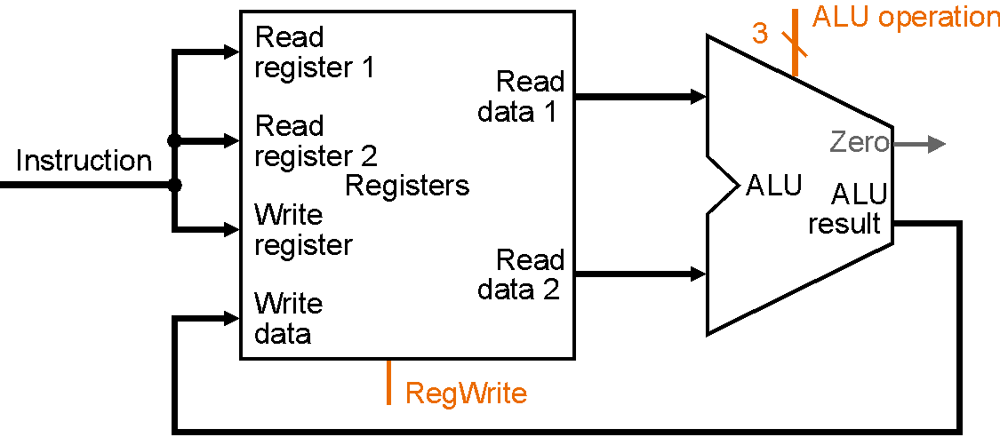 ALU operation
3
Read
register 1
Read
data 1
Read
register 2
Zero
Instruction
Registers
ALU
ALU
result
Write
register
Read
data 2
Write
data
RegWrite